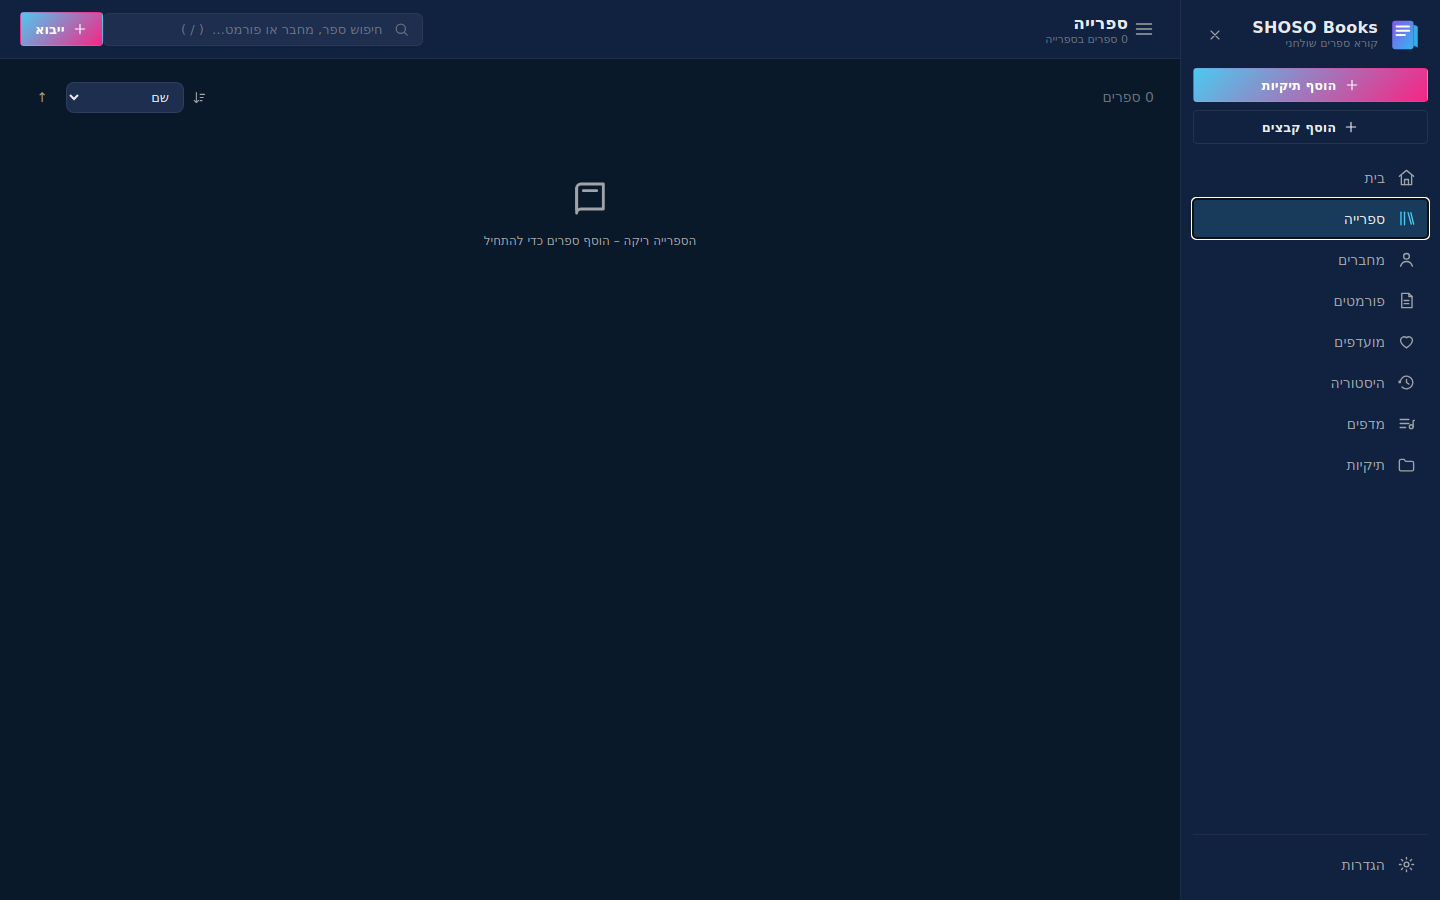 SHOSO Books
קורא ספרים שולחני
הוסף תיקיות
הוסף קבצים
בית
ספרייה
מחברים
פורמטים
מועדפים
היסטוריה
מדפים
תיקיות
הגדרות
ספרייה
0 ספרים בספרייה
חיפוש ספר, מחבר או פורמט... ( / )
ייבוא
0 ספרים
שם
↑
הספרייה ריקה – הוסף ספרים כדי להתחיל